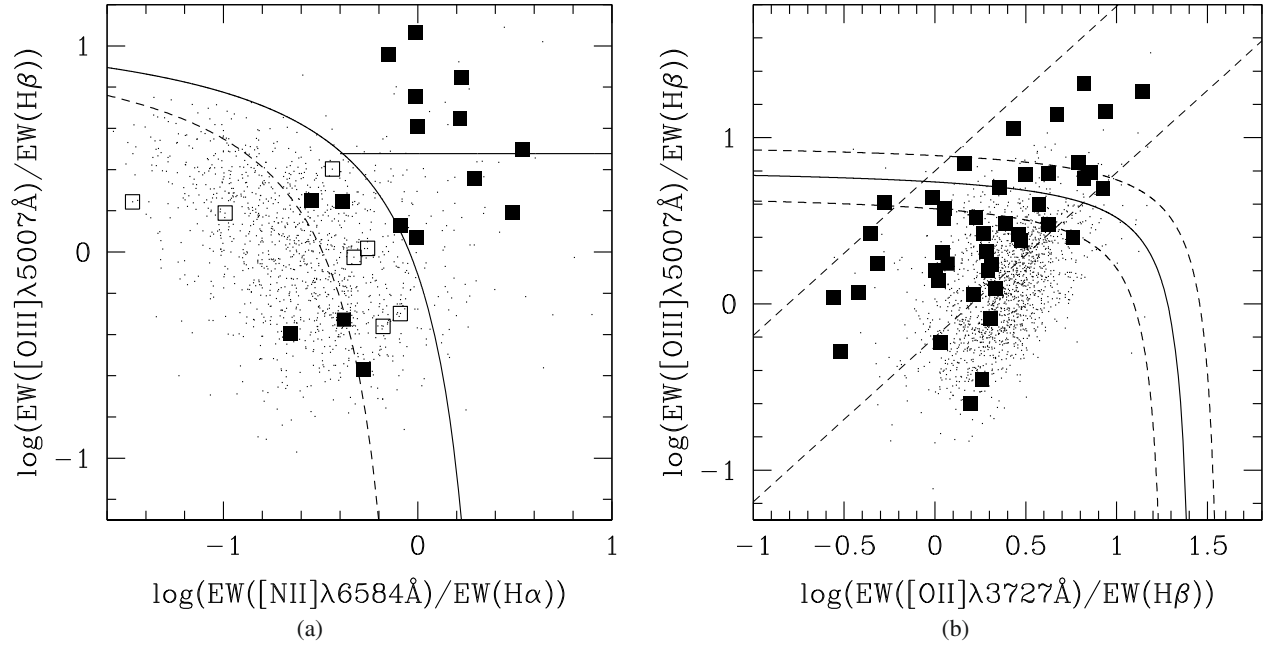 log(EW([OIII]λ5007Å)/EW(Hβ))
1
0
−1
−1
0
1
log(EW([NII]λ6584Å)/EW(Hα))
(a)
log(EW([OIII]λ5007Å)/EW(Hβ))
1
0
−1
−1
−0.5
0
0.5
1
1.5
log(EW([OII]λ3727Å)/EW(Hβ))
(b)